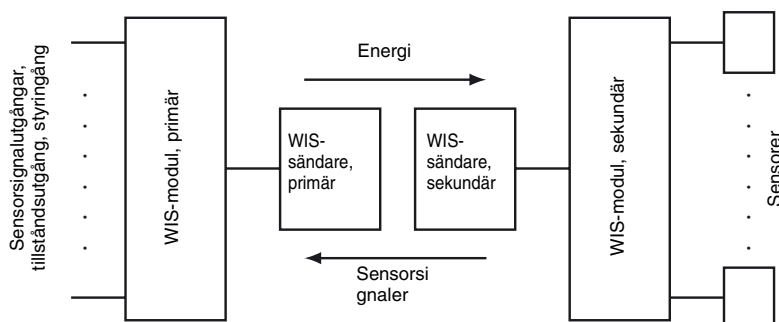 Sensorsignalutgångar,
tillståndsutgång, styringång
WIS-modul, primär
Energi
WIS-
sändare,
primär
WIS-
sändare,
sekundär
Sensorsi
gnaler
WIS-modul, sekundär
Sensorer